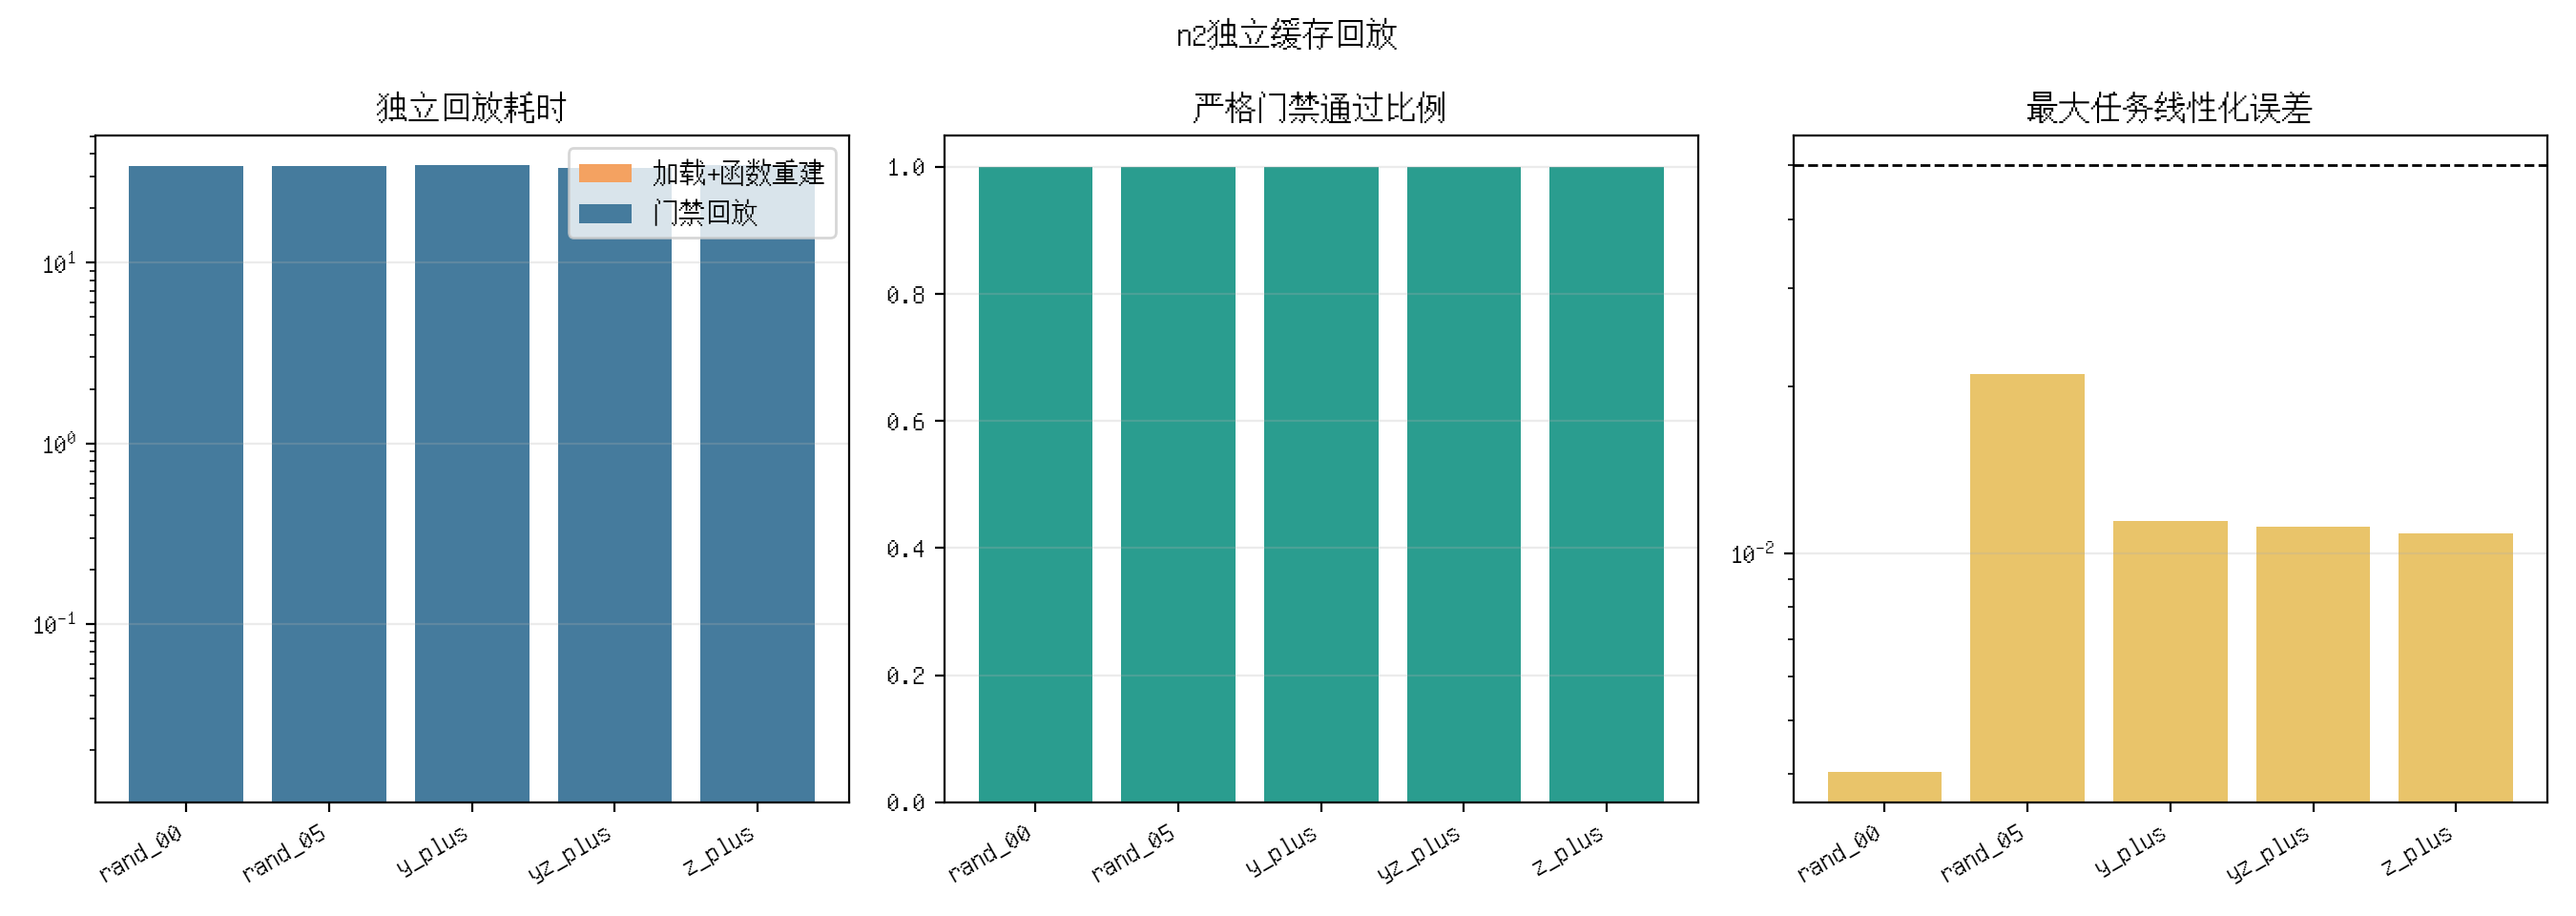 n2独立缓存回放
独立回放耗时
加载+函数重建
门禁回放
10¹
10⁰
10⁻¹
rand_00
rand_05
y_plus
yz_plus
z_plus
严格门禁通过比例
1.0
0.8
0.6
0.4
0.2
0.0
rand_00
rand_05
y_plus
yz_plus
z_plus
最大任务线性化误差
10⁻²
rand_00
rand_05
y_plus
yz_plus
z_plus